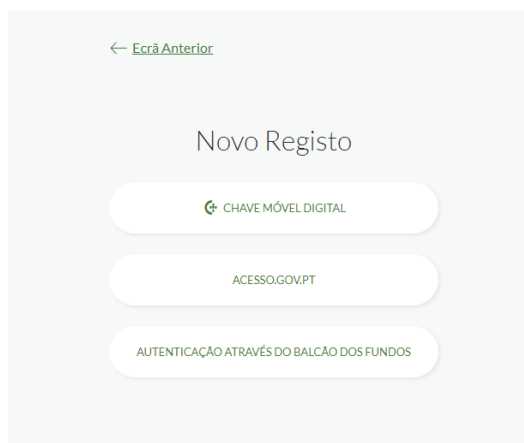 ← Ecrã Anterior
Novo Registo
CHAVE MÓVEL DIGITAL
ACESSO.GOV.PT
AUTENTICAÇÃO ATRAVÉS DO BALCÃO DOS FUNDOS